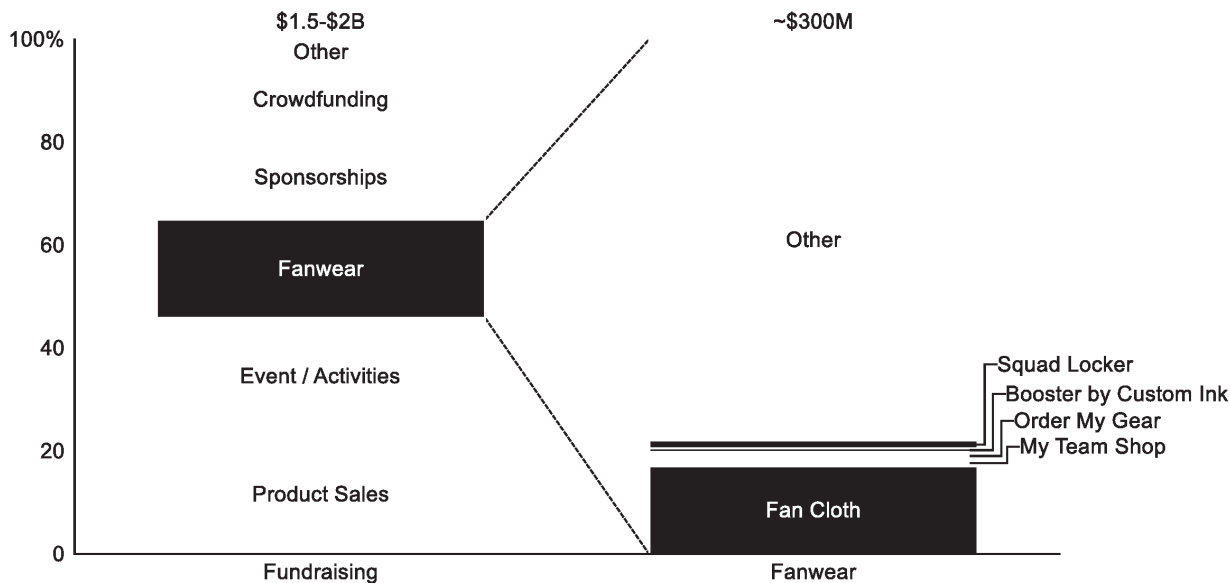 $1.5-$2B
~$300M
100%
Other
Crowdfunding
80
Sponsorships
60
Fanwear
Other
40
Event / Activities
Squad Locker
Booster by Custom Ink
Order My Gear
My Team Shop
20
Product Sales
Fan Cloth
0
Fundraising
Fanwear